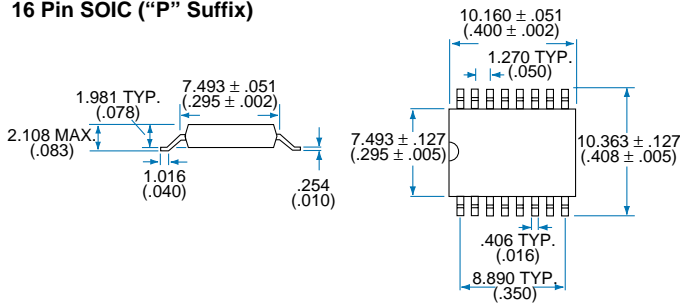 16 Pin SOIC (“P” Suffix)
10.160 ± .051
(.400 ± .002)
1.270 TYP.
(.050)
7.493 ± .051
(.295 ± .002)
1.981 TYP.
(.078)
2.108 MAX.
(.083)
1.016
(.040)
.254
(.010)
7.493 ± .127
(.295 ± .005)
10.363 ± .127
(.408 ± .005)
.406 TYP.
(.016)
8.890 TYP.
(.350)